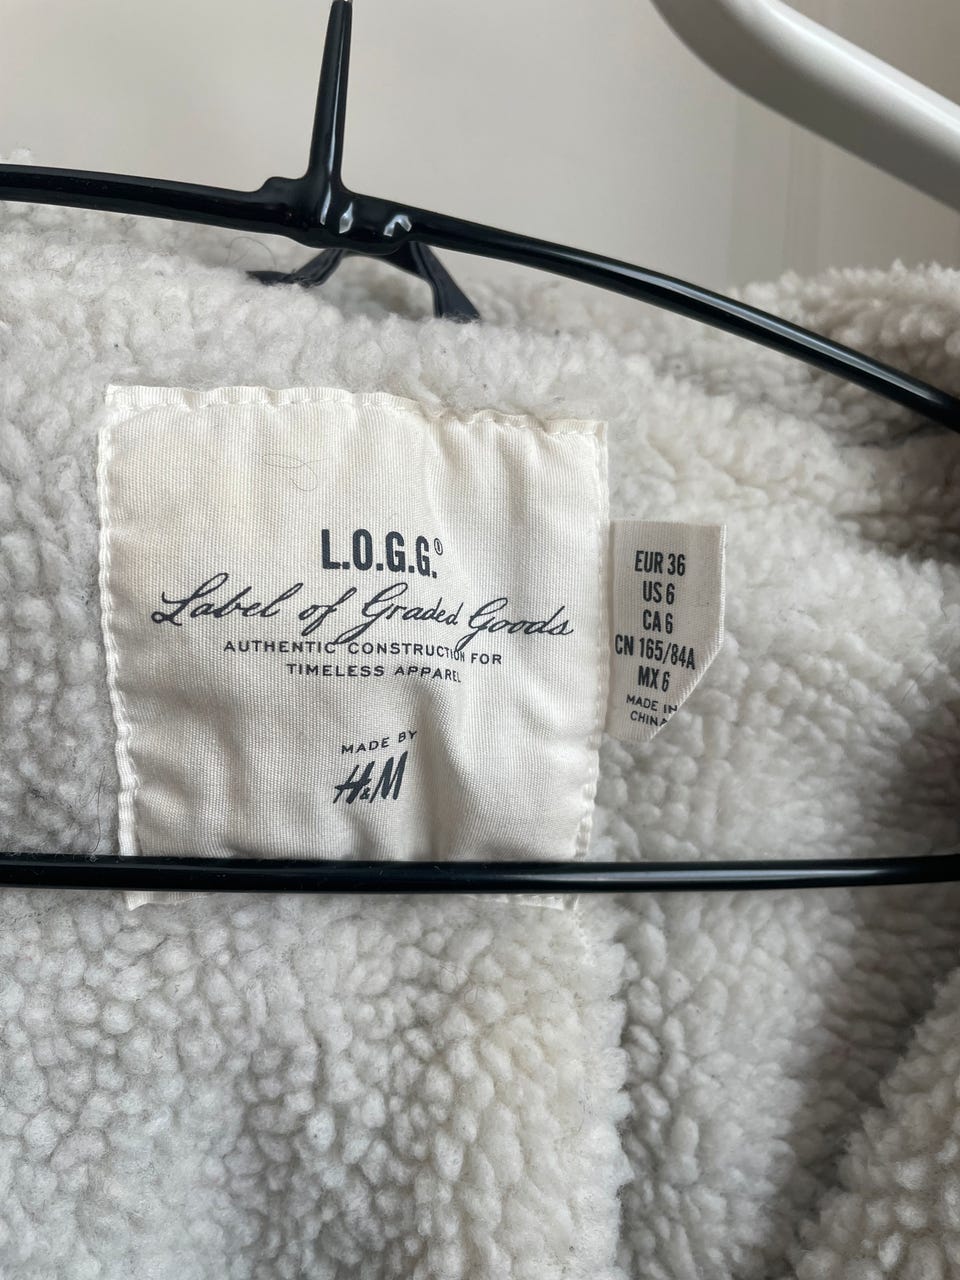 L.O.G.G.®
Label of Graded Goods
AUTHENTIC CONSTRUCTION FOR
TIMELESS APPAREL
MADE BY
H&M
EUR 36
US 6
CA 6
CN 165/84A
MX 6
MADE IN
CHINA